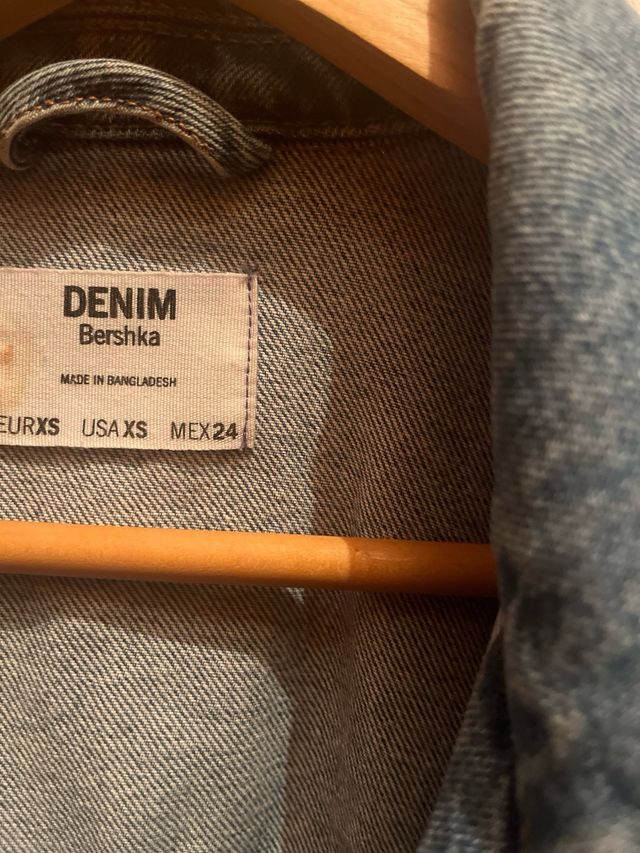 DENIM
Bershka
MADE IN BANGLADESH
EURXS USAXS MEX24